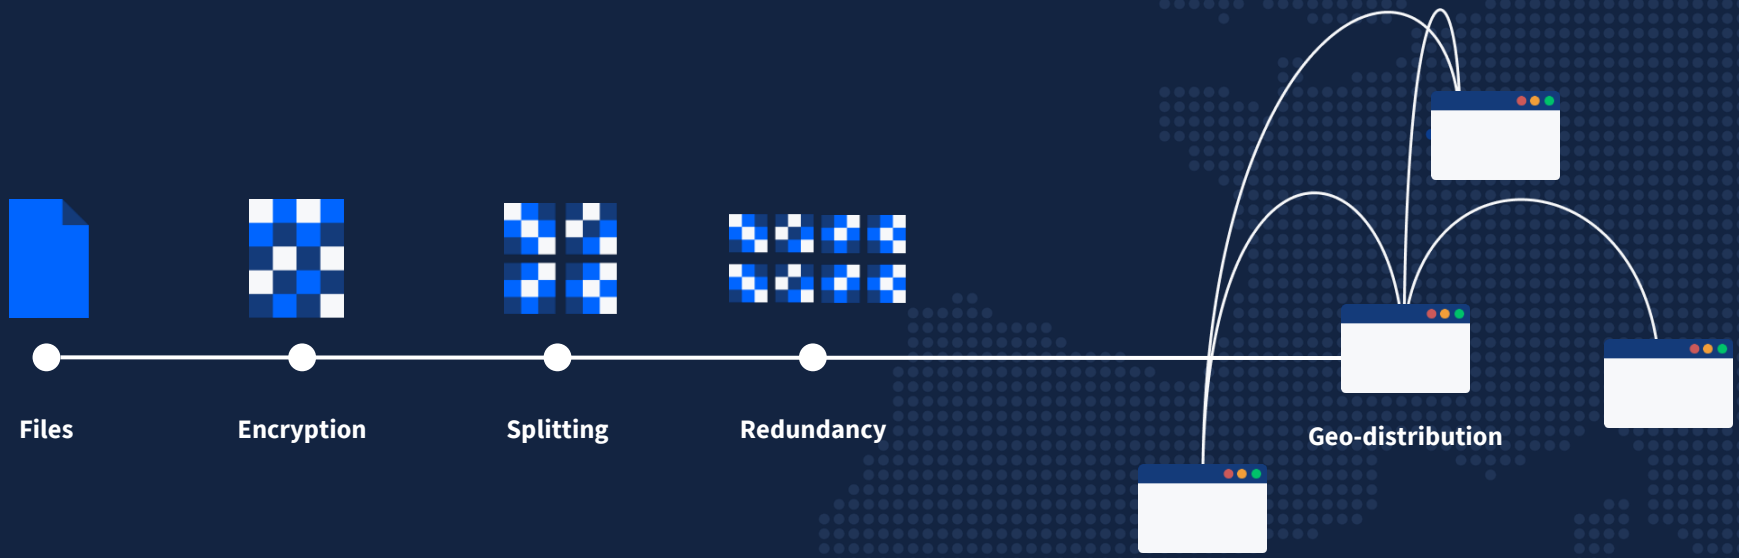 Files
Encryption
Splitting
Redundancy
Geo-distribution